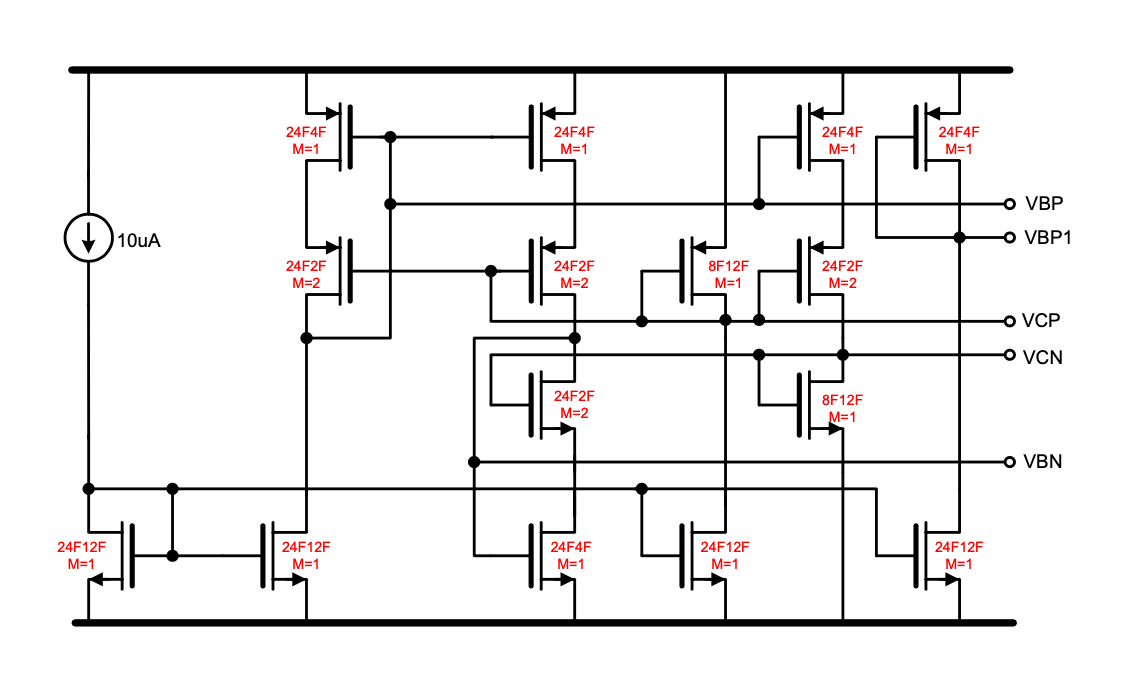 24F4F
M=1
24F4F
M=1
24F4F
M=1
24F4F
M=1
VBP
VBP1
10uA
24F2F
M=2
24F2F
M=2
8F12F
M=1
24F2F
M=2
VCP
VCN
24F2F
M=2
8F12F
M=1
VBN
24F12F
M=1
24F12F
M=1
24F4F
M=1
24F12F
M=1
24F12F
M=1